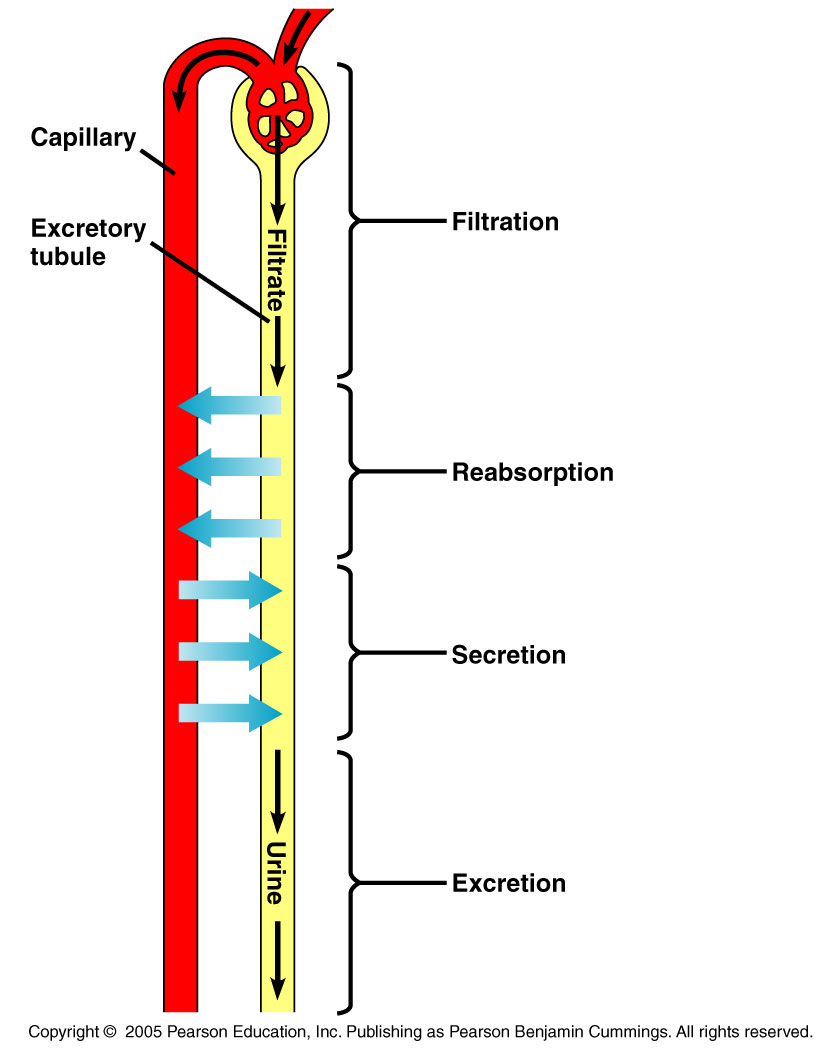 Capillary
Excretory
tubule
Filtrate
Filtration
Reabsorption
Secretion
Urine
Excretion
Copyright © 2005 Pearson Education, Inc. Publishing as Pearson Benjamin Cummings. All rights reserved.